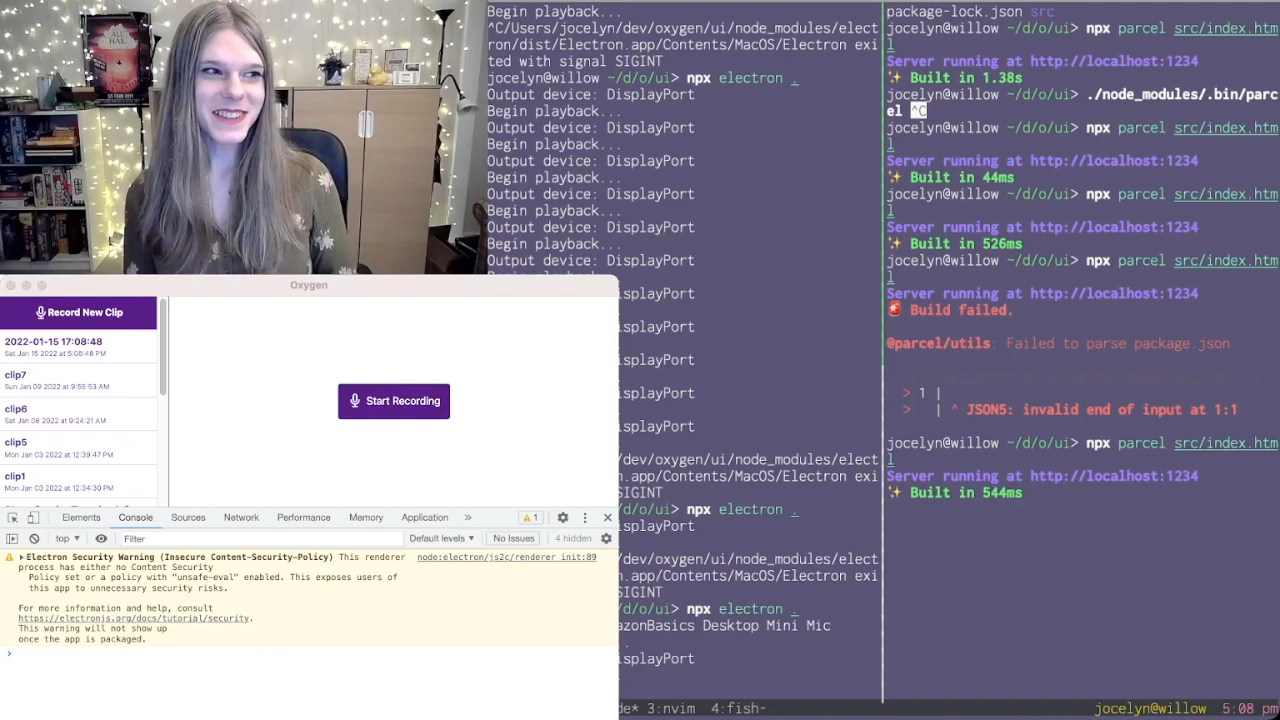 ALL
HAIL
Begin playback...
^C/Users/jocelyn/dev/oxygen/ui/node_modules/elect
ron/dist/Electron.app/Contents/MacOS/Electron exi
ted with signal SIGINT
jocelyn@willow ~/d/o/ui> npx electron .
Output device: DisplayPort
Begin playback...
Output device: DisplayPort
Begin playback...
Output device: DisplayPort
Begin playback...
Output device: DisplayPort
Begin playback...
Output device: DisplayPort
isplayPort
isplayPort
isplayPort
isplayPort
isplayPort
/dev/oxygen/ui/node_modules/elect
n.app/Contents/MacOS/Electron exi
SIGINT
/d/o/ui> npx electron .
isplayPort
/dev/oxygen/ui/node_modules/elect
n.app/Contents/MacOS/Electron exi
SIGINT
/d/o/ui> npx electron .
azonBasics Desktop Mini Mic
..
isplayPort
package-lock.json src
jocelyn@willow ~/d/o/ui> npx parcel src/index.htm
l
Server running at http://localhost:1234
✨ Built in 1.38s
jocelyn@willow ~/d/o/ui> ./node_modules/.bin/parc
el ^C
jocelyn@willow ~/d/o/ui> npx parcel src/index.htm
l
Server running at http://localhost:1234
✨ Built in 44ms
jocelyn@willow ~/d/o/ui> npx parcel src/index.htm
l
Server running at http://localhost:1234
✨ Built in 526ms
jocelyn@willow ~/d/o/ui> npx parcel src/index.htm
l
Server running at http://localhost:1234
🚨 Build failed.
@parcel/utils: Failed to parse package.json
> 1 |
>   | ^ JSON5: invalid end of input at 1:1
jocelyn@willow ~/d/o/ui> npx parcel src/index.htm
l
Server running at http://localhost:1234
✨ Built in 544ms
Oxygen
Record New Clip
2022-01-15 17:08:48
Sat Jan 15 2022 at 5:08:48 PM
clip7
Sun Jan 09 2022 at 9:55:53 AM
clip6
Sat Jan 08 2022 at 9:24:21 AM
clip5
Mon Jan 03 2022 at 12:39:47 PM
clip1
Mon Jan 03 2022 at 12:34:30 PM
Start Recording
Elements Console Sources Network Performance Memory Application » 1
top ▾ Filter Default levels ▾ No Issues 4 hidden
Electron Security Warning (Insecure Content-Security-Policy) This renderer node:electron/js2c/renderer_init:89
process has either no Content Security
Policy set or a policy with "unsafe-eval" enabled. This exposes users of
this app to unnecessary security risks.
For more information and help, consult
https://electronjs.org/docs/tutorial/security.
This warning will not show up
once the app is packaged.
>
de* 3:nvim 4:fish- jocelyn@willow 5:08 pm